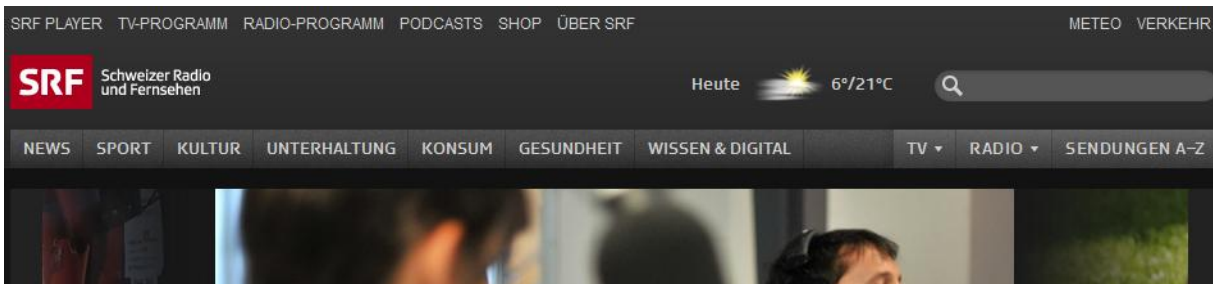 SRF PLAYER TV-PROGRAMM RADIO-PROGRAMM PODCASTS SHOP ÜBER SRF METEO VERKEHR
SRF Schweizer Radio
und Fernsehen
Heute 6°/21°C
NEWS SPORT KULTUR UNTERHALTUNG KONSUM GESUNDHEIT WISSEN & DIGITAL TV RADIO SENDUNGEN A–Z